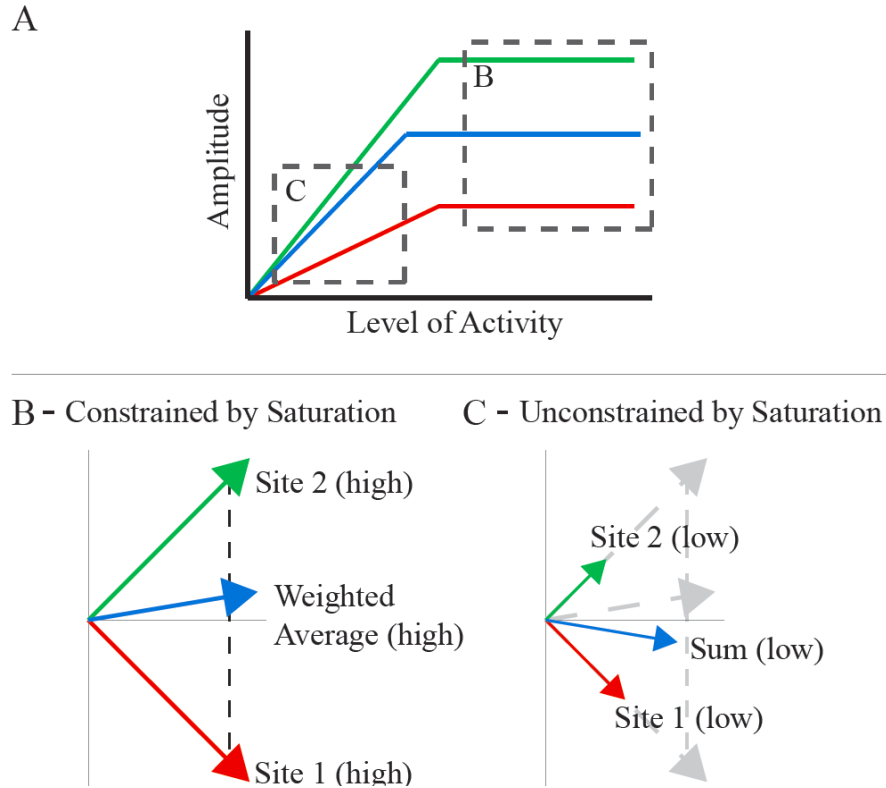 A
Amplitude
B
C
Level of Activity
B - Constrained by Saturation
C - Unconstrained by Saturation
Site 2 (high)
Weighted
Average (high)
Site 1 (high)
Site 2 (low)
Sum (low)
Site 1 (low)